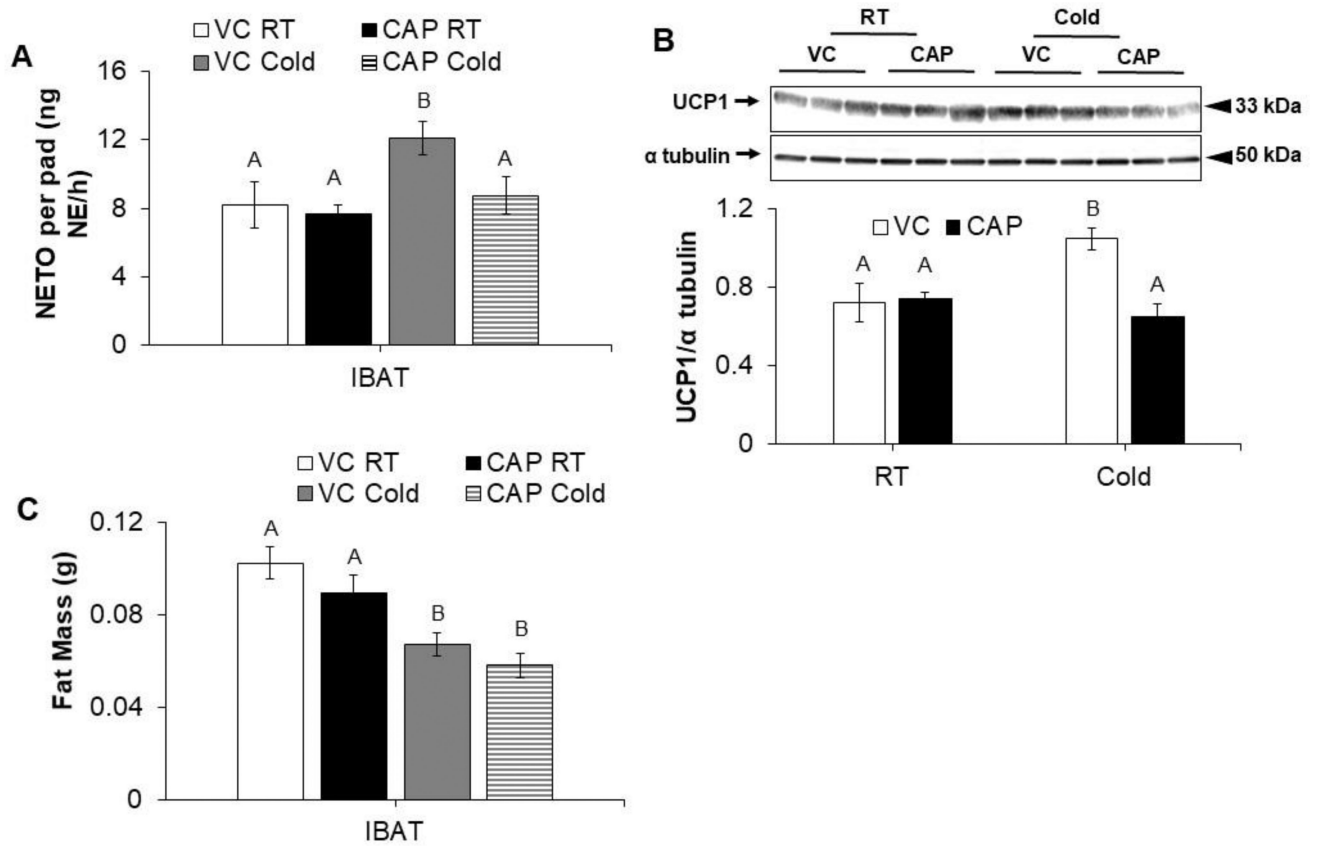 A
VC RT CAP RT
VC Cold CAP Cold
NETO per pad (ng
NE/h)
16
12
8
4
0
A
A
B
A
IBAT
B
RT Cold
VC CAP VC CAP
UCP1 33 kDa
α tubulin 50 kDa
UCP1/α tubulin
1.2
0.8
0.4
0
VC CAP
A
A
B
A
RT Cold
C
VC RT CAP RT
VC Cold CAP Cold
Fat Mass (g)
0.12
0.08
0.04
0
A
A
B
B
IBAT